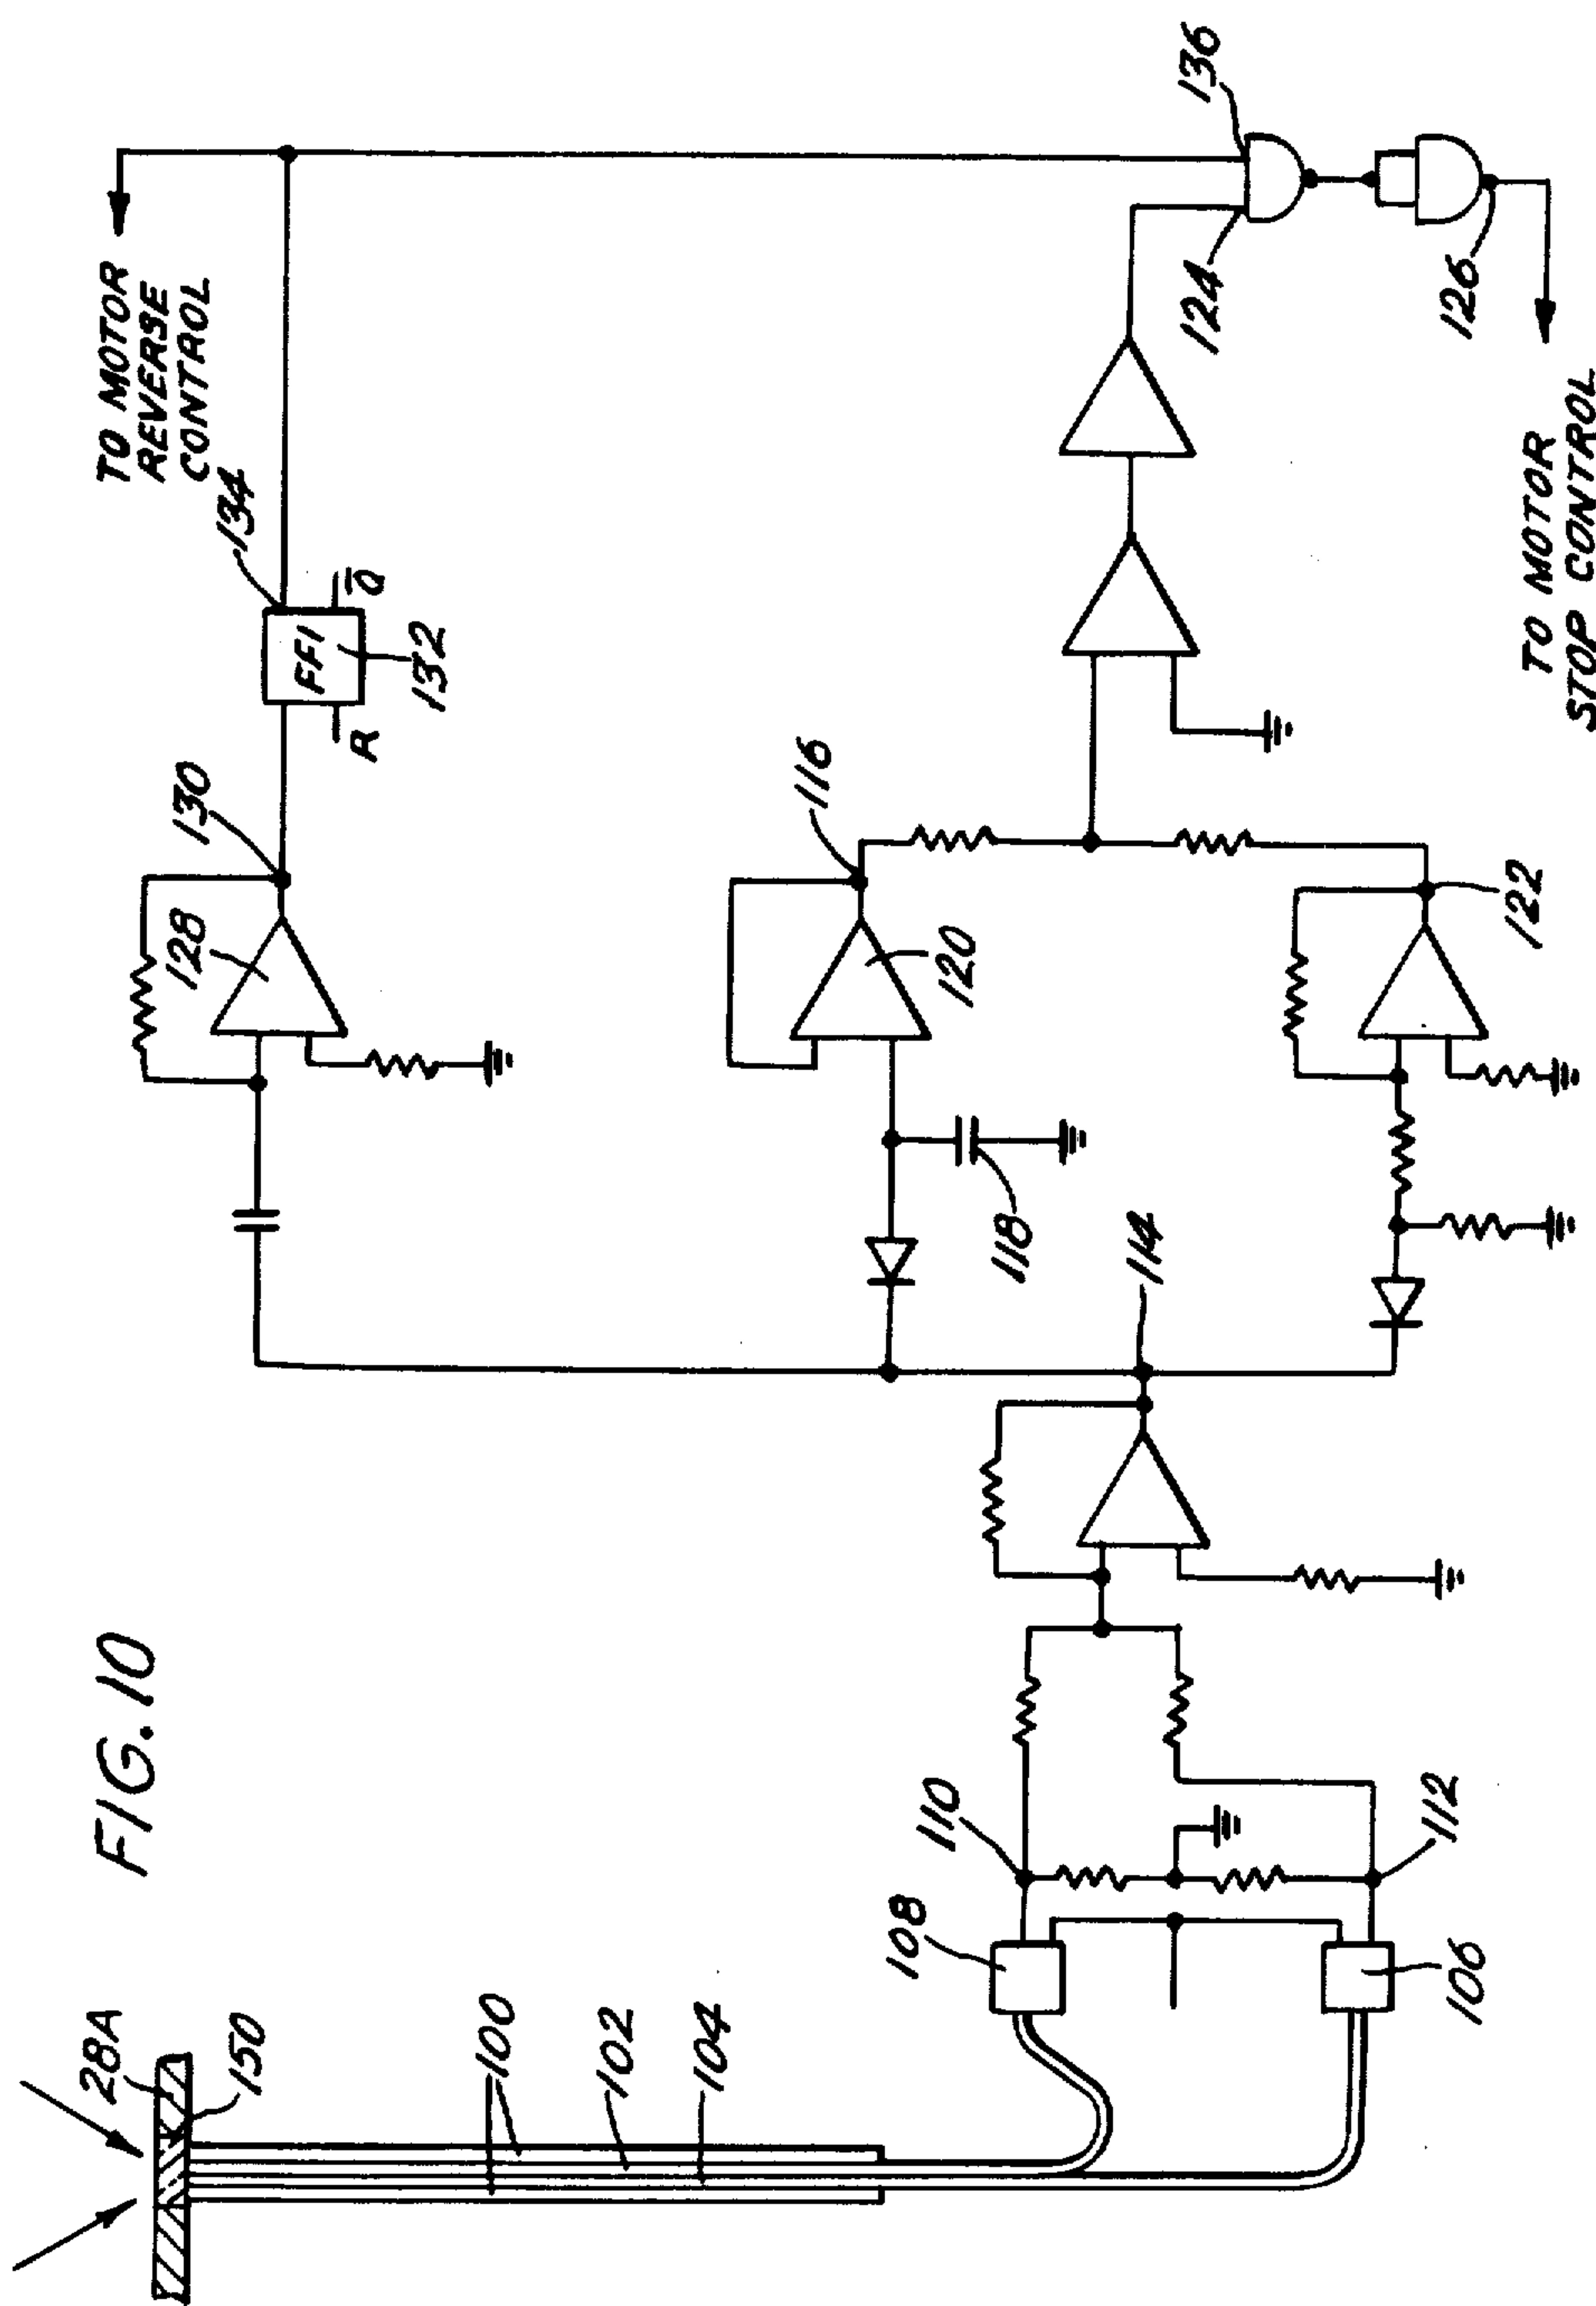 FIG. 10
28A
150
100
102
104
108
106
110
112
114
116
118
120
122
128
130
FF1
R
Q̅
132
134
TO MOTOR
REVERSE
CONTROL
124
136
126
TO MOTOR
STOP CONTROL